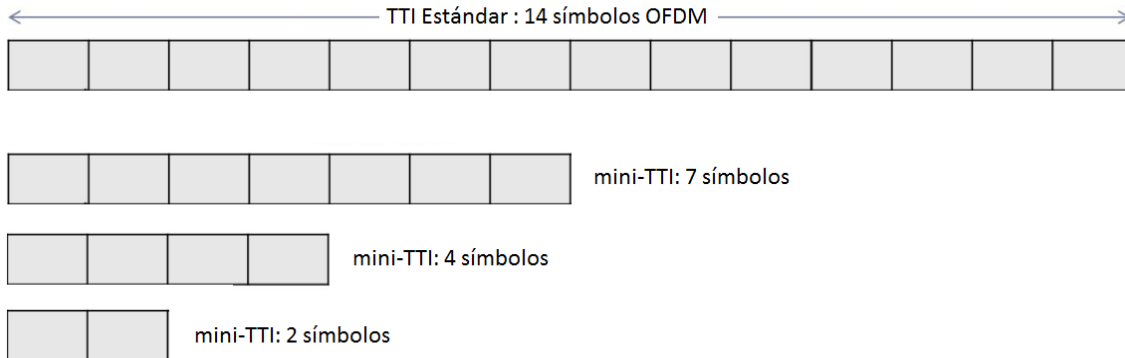 TTI Estándar : 14 símbolos OFDM
mini-TTI: 7 símbolos
mini-TTI: 4 símbolos
mini-TTI: 2 símbolos